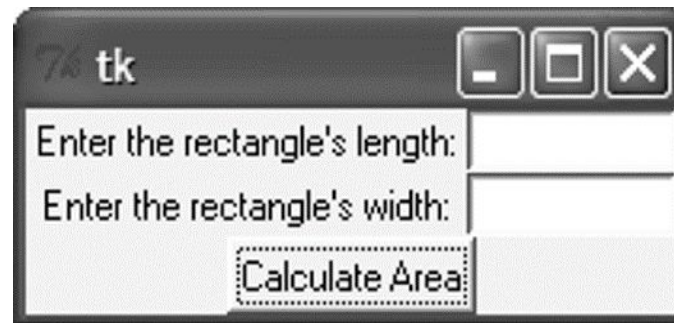 tk
Enter the rectangle's length:
Enter the rectangle's width:
Calculate Area